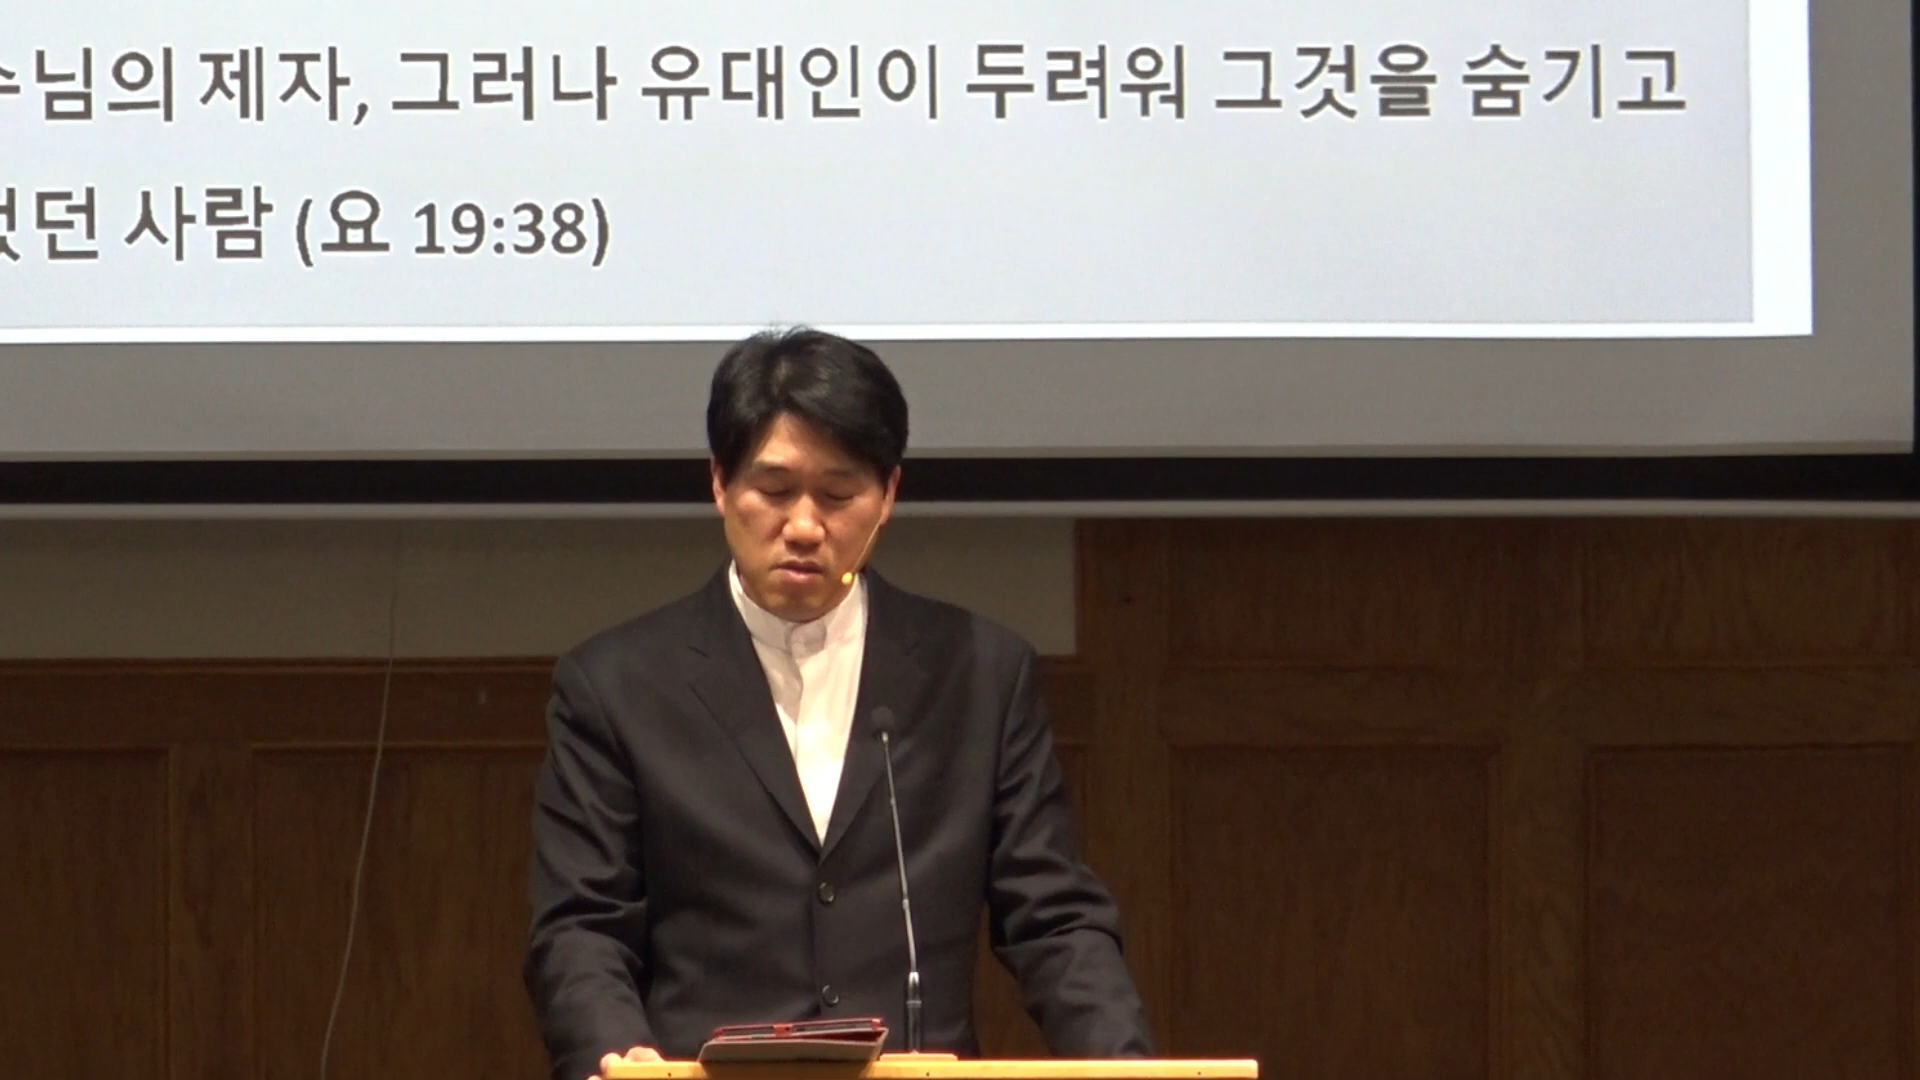 님의 제자, 그러나 유대인이 두려워 그것을 숨기고
던 사람 (요 19:38)